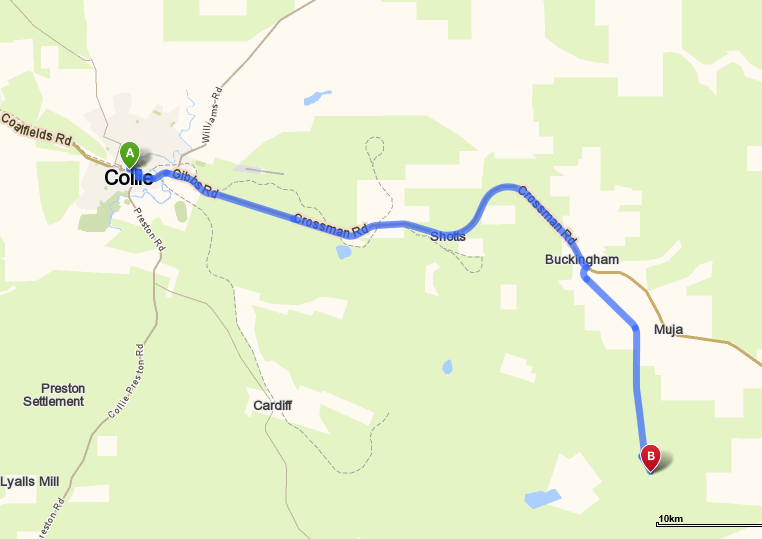 Williams-Rd
Coalfields Rd
A
Collie
Gibbs Rd
Preston-Rd
Crossman Rd
Shotts
Crossman Rd
Buckingham
Muja
Collie-Preston-Rd
Preston
Settlement
Cardiff
B
Lyalls Mill
Preston-Rd
10km